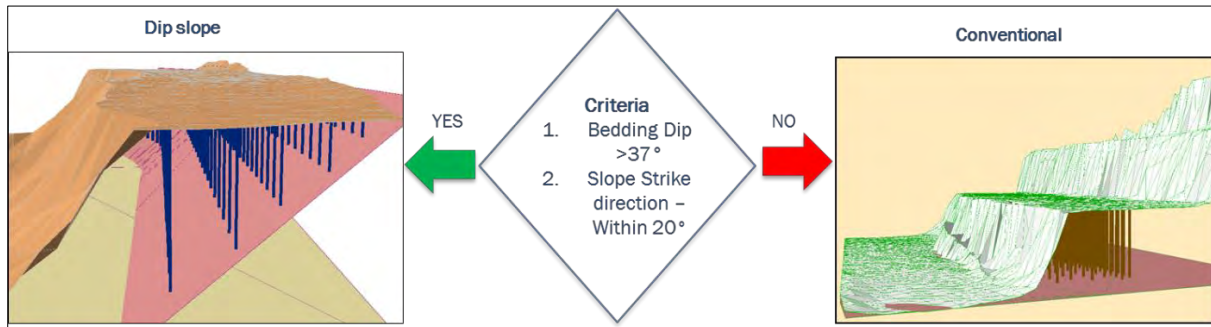 Dip slope
Conventional
Criteria
1. Bedding Dip
>37°
2. Slope Strike
direction –
Within 20°
YES
NO